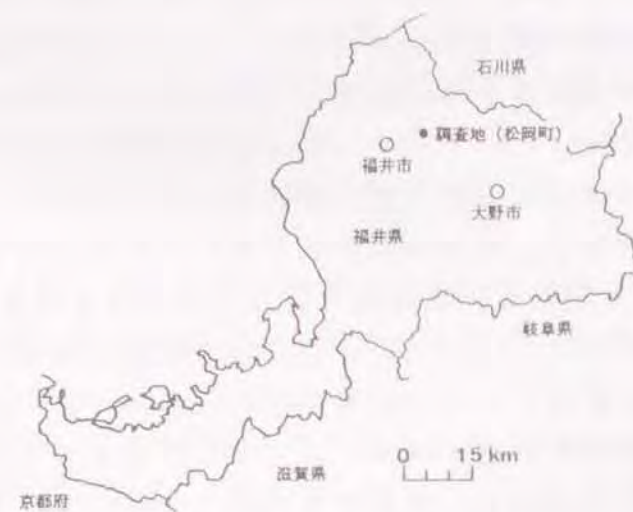 石川県
調査地（松岡町）
福井市
大野市
福井県
岐阜県
0 15 km
滋賀県
京都府